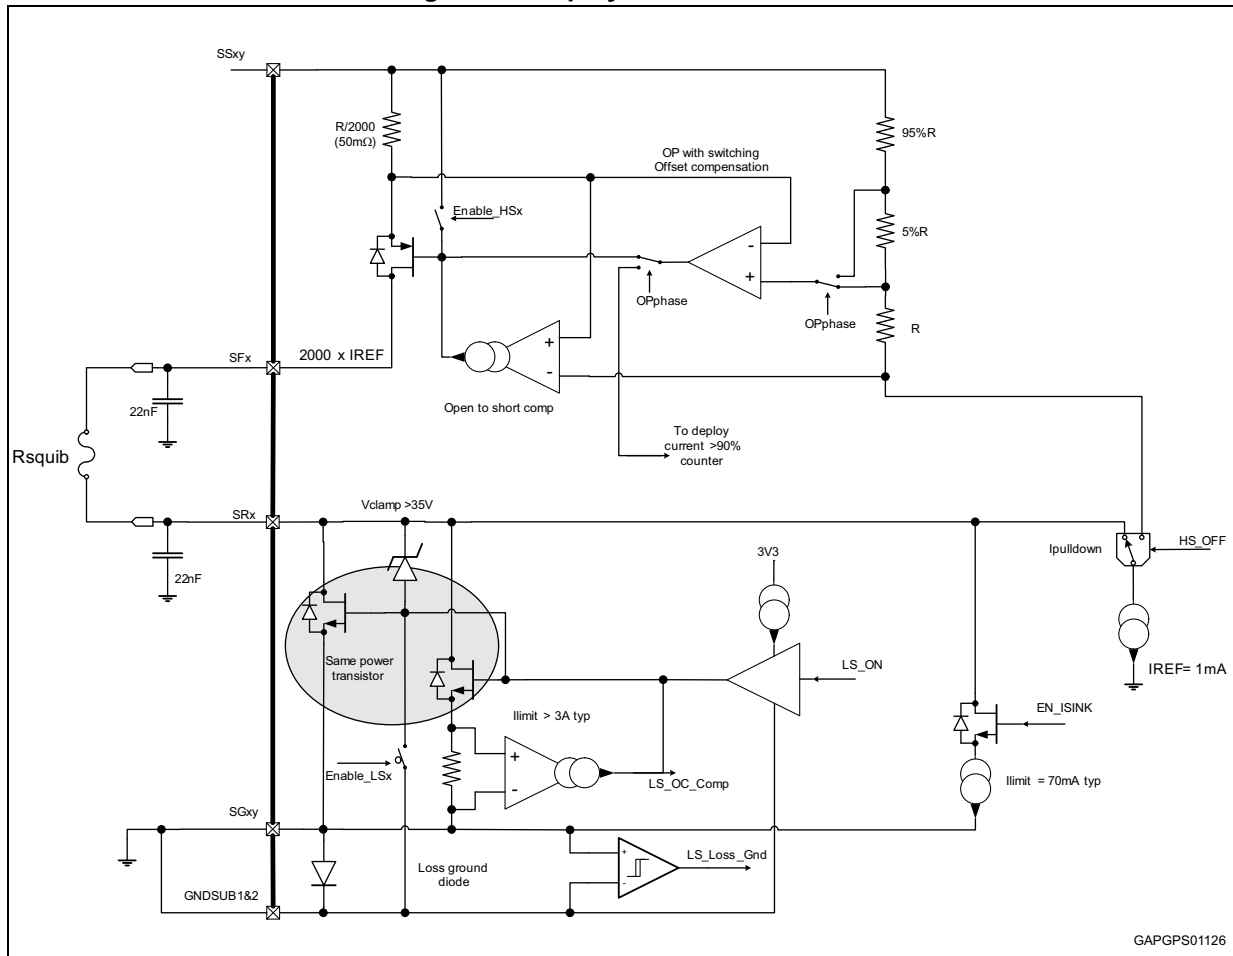 SSxy
R/2000
(50mΩ)
95%R
OP with switching
Offset compensation
Enable_HSx
5%R
-
+
OPphase
OPphase
R
SFx
2000 x IREF
+
-
22nF
Open to short comp
To deploy
current >90%
counter
Rsquib
Vclamp >35V
SRx
3V3
Ipulldown
HS_OFF
22nF
Same power
transistor
LS_ON
IREF= 1mA
Ilimit > 3A typ
EN_ISINK
+
-
Enable_LSx
LS_OC_Comp
Ilimit = 70mA typ
SGxy
+
-
LS_Loss_Gnd
Loss ground
diode
GNDSUB1&2
GAPGPS01126